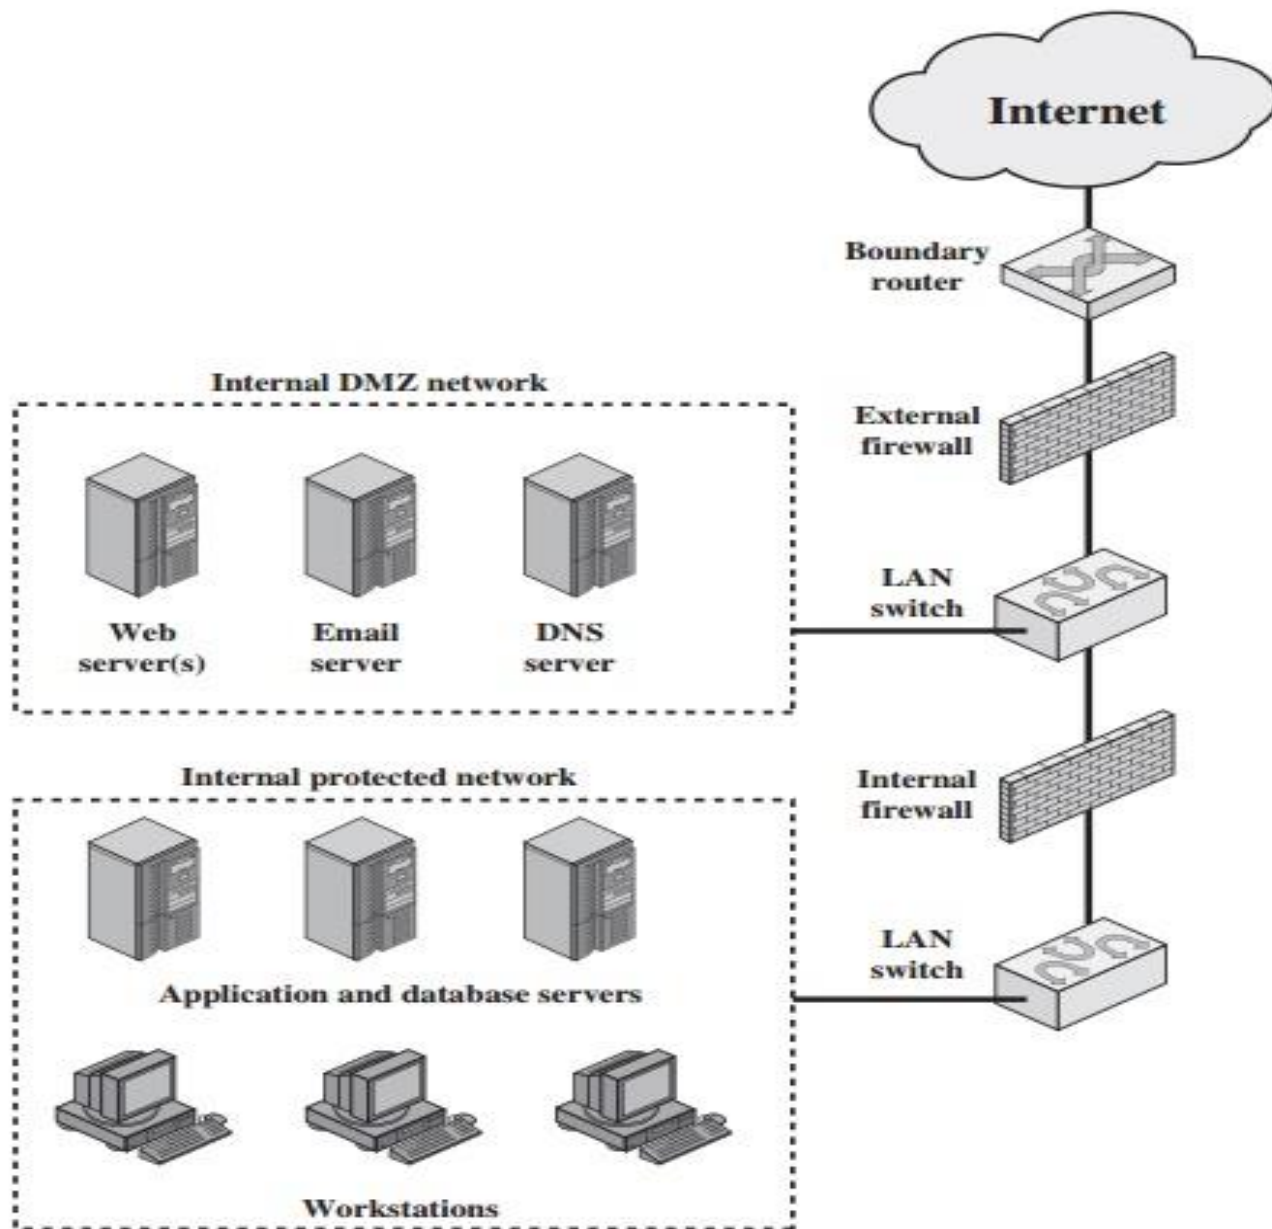 Internet
Boundary
router
Internal DMZ network
External
firewall
Web
server(s)
Email
server
DNS
server
LAN
switch
Internal protected network
Internal
firewall
Application and database servers
LAN
switch
Workstations